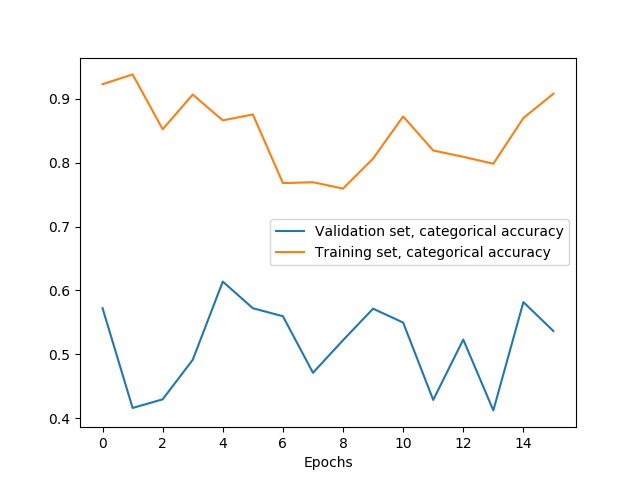 0.9
0.8
0.7
0.6
0.5
0.4
Validation set, categorical accuracy
Training set, categorical accuracy
0 2 4 6 8 10 12 14
Epochs